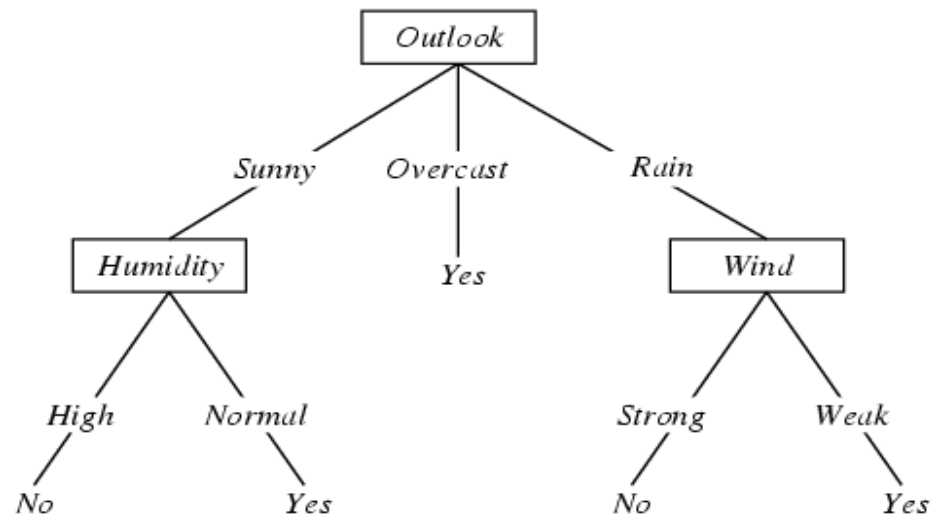 Outlook
Sunny Overcast Rain
Humidity Yes Wind
High Normal Strong Weak
No Yes No Yes